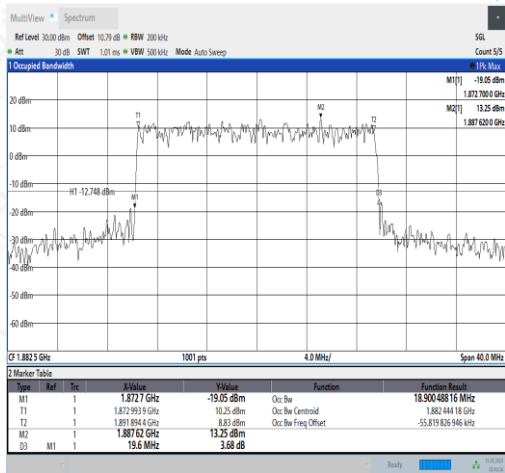 MultiView Spectrum
Ref Level 30.00 dBm Offset 10.79 dB RBW 200 kHz SGL
Att 30 dB SWT 1.01 ms VBW 500 kHz Mode Auto Sweep Count 5/5
1 Occupied Bandwidth 1Pk Max
M1[1] -19.05 dBm
1.872 700 0 GHz
M2[1] 13.25 dBm
1.887 620 0 GHz
20 dBm
T1 M2 T2
10 dBm
0 dBm
-10 dBm
H1 -12.748 dBm
M1 D3
-20 dBm
-30 dBm
-40 dBm
-50 dBm
-60 dBm
CF 1.882 5 GHz 1001 pts 4.0 MHz/ Span 40.0 MHz
2 Marker Table
Type Ref Trc X-Value Y-Value Function Function Result
M1 1 1.8727 GHz -19.05 dBm Occ Bw 18.900 488 16 MHz
T1 1 1.872 993 9 GHz 10.25 dBm Occ Bw Centroid 1.882 444 18 GHz
T2 1 1.891 894 4 GHz 8.83 dBm Occ Bw Freq Offset -55.819 826 946 kHz
M2 1 1.88762 GHz 13.25 dBm
D3 M1 1 19.6 MHz 3.68 dB
Ready